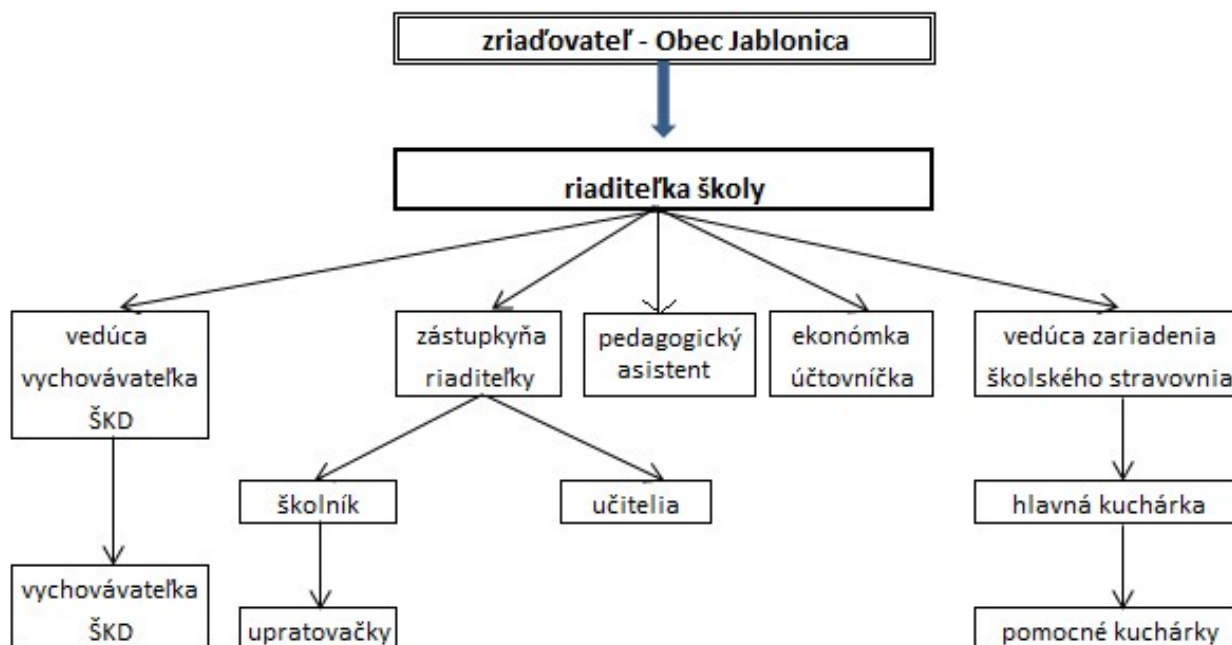 zriaďovateľ - Obec Jablonica
riaditeľka školy
vedúca
vychovávateľka
ŠKD
zástupkyňa
riaditeľky
pedagogický
asistent
ekonómka
účtovníčka
vedúca zariadenia
školského stravovnia
školník
učitelia
hlavná kuchárka
vychovávateľka
ŠKD
upratovačky
pomocné kuchárky